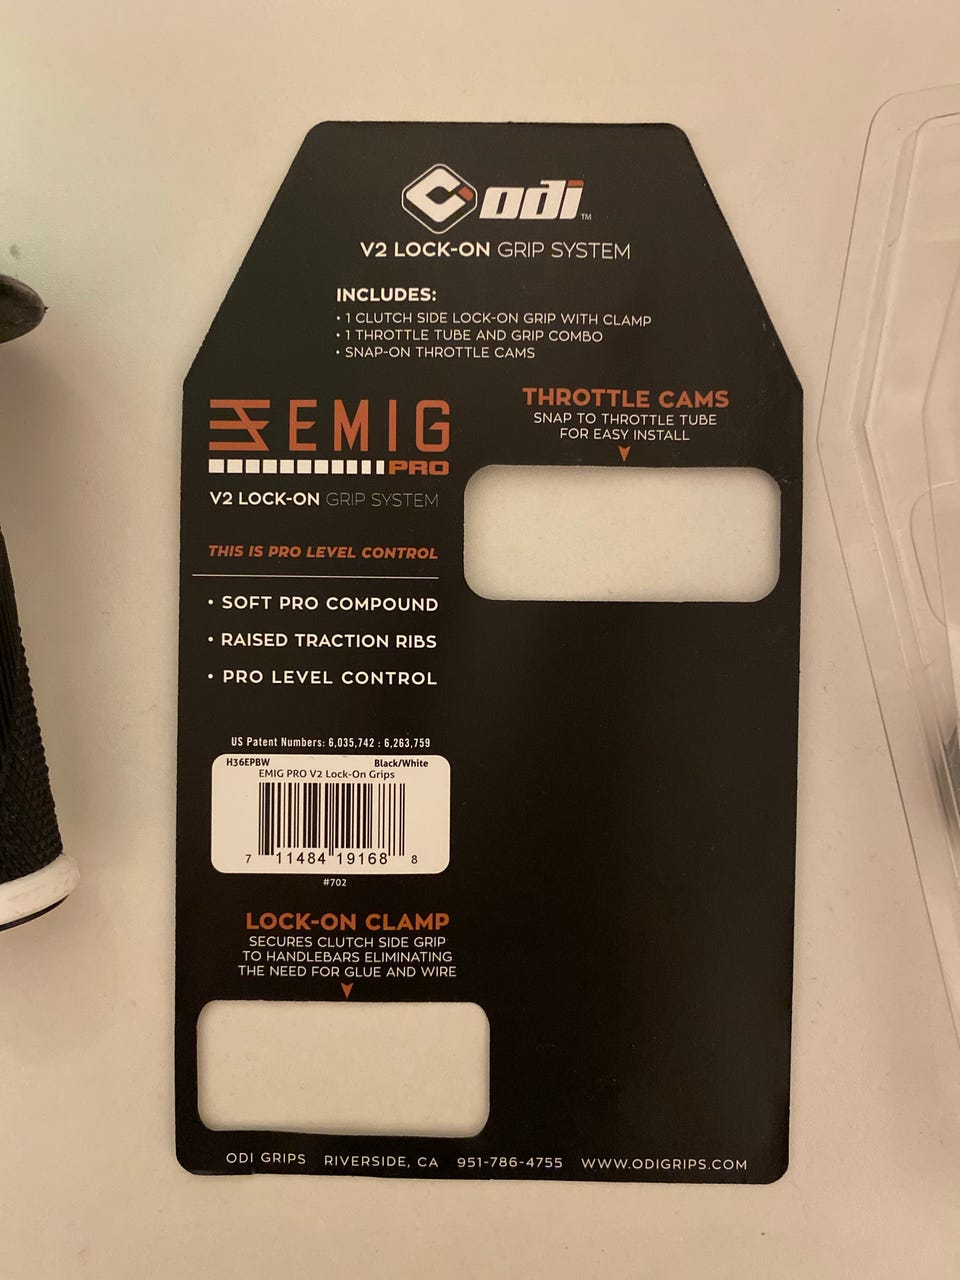 odi™
V2 LOCK-ON GRIP SYSTEM
INCLUDES:
• 1 CLUTCH SIDE LOCK-ON GRIP WITH CLAMP
• 1 THROTTLE TUBE AND GRIP COMBO
• SNAP-ON THROTTLE CAMS
EMIG
PRO
V2 LOCK-ON GRIP SYSTEM
THIS IS PRO LEVEL CONTROL
• SOFT PRO COMPOUND
• RAISED TRACTION RIBS
• PRO LEVEL CONTROL
THROTTLE CAMS
SNAP TO THROTTLE TUBE
FOR EASY INSTALL
US Patent Numbers: 6,035,742 : 6,263,759
H36EPBW Black/White
EMIG PRO V2 Lock-On Grips
7 11484 19168 8
#702
LOCK-ON CLAMP
SECURES CLUTCH SIDE GRIP
TO HANDLEBARS ELIMINATING
THE NEED FOR GLUE AND WIRE
ODI GRIPS RIVERSIDE, CA 951-786-4755 WWW.ODIGRIPS.COM